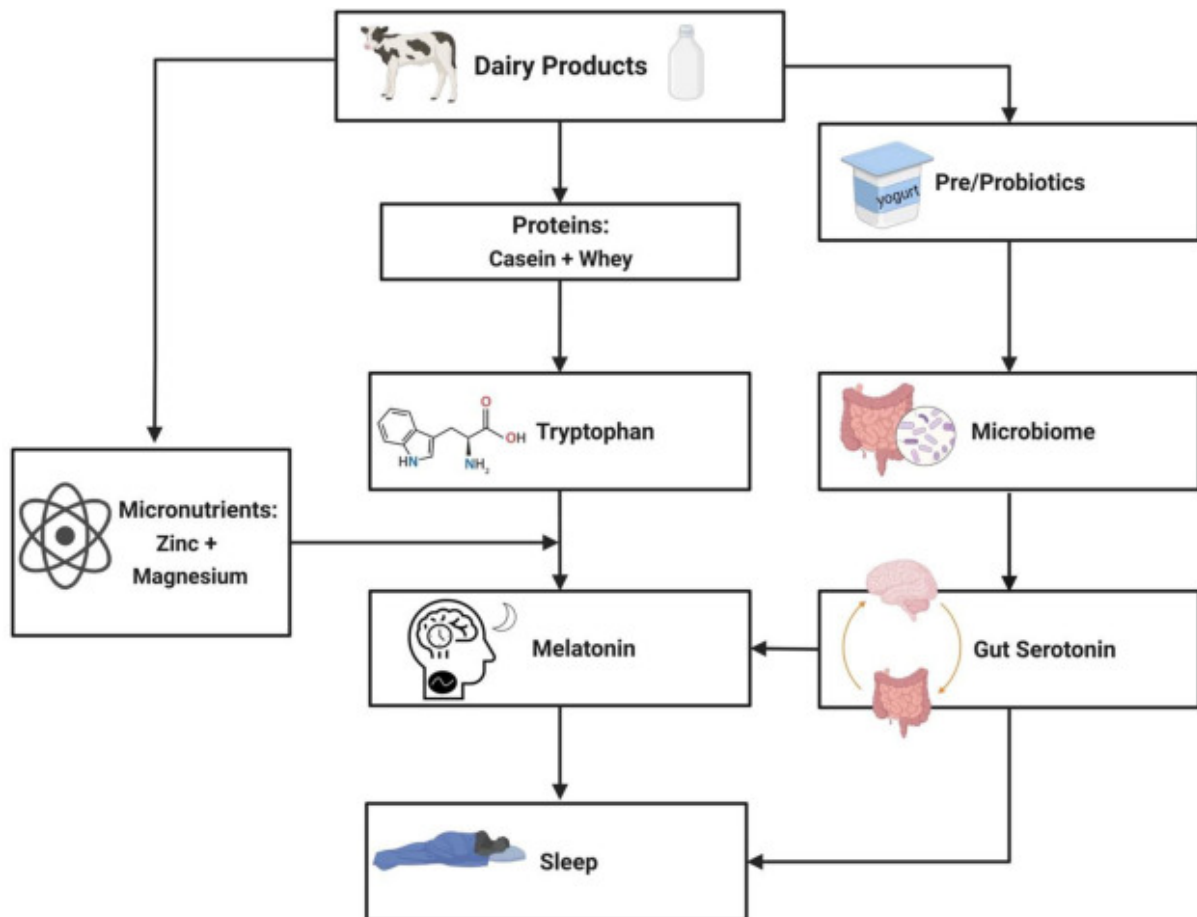 Dairy Products
yogurt
Pre/Probiotics
Proteins:
Casein + Whey
O
OH
HN
NH₂
Tryptophan
Microbiome
Micronutrients:
Zinc +
Magnesium
Melatonin
Gut Serotonin
Sleep